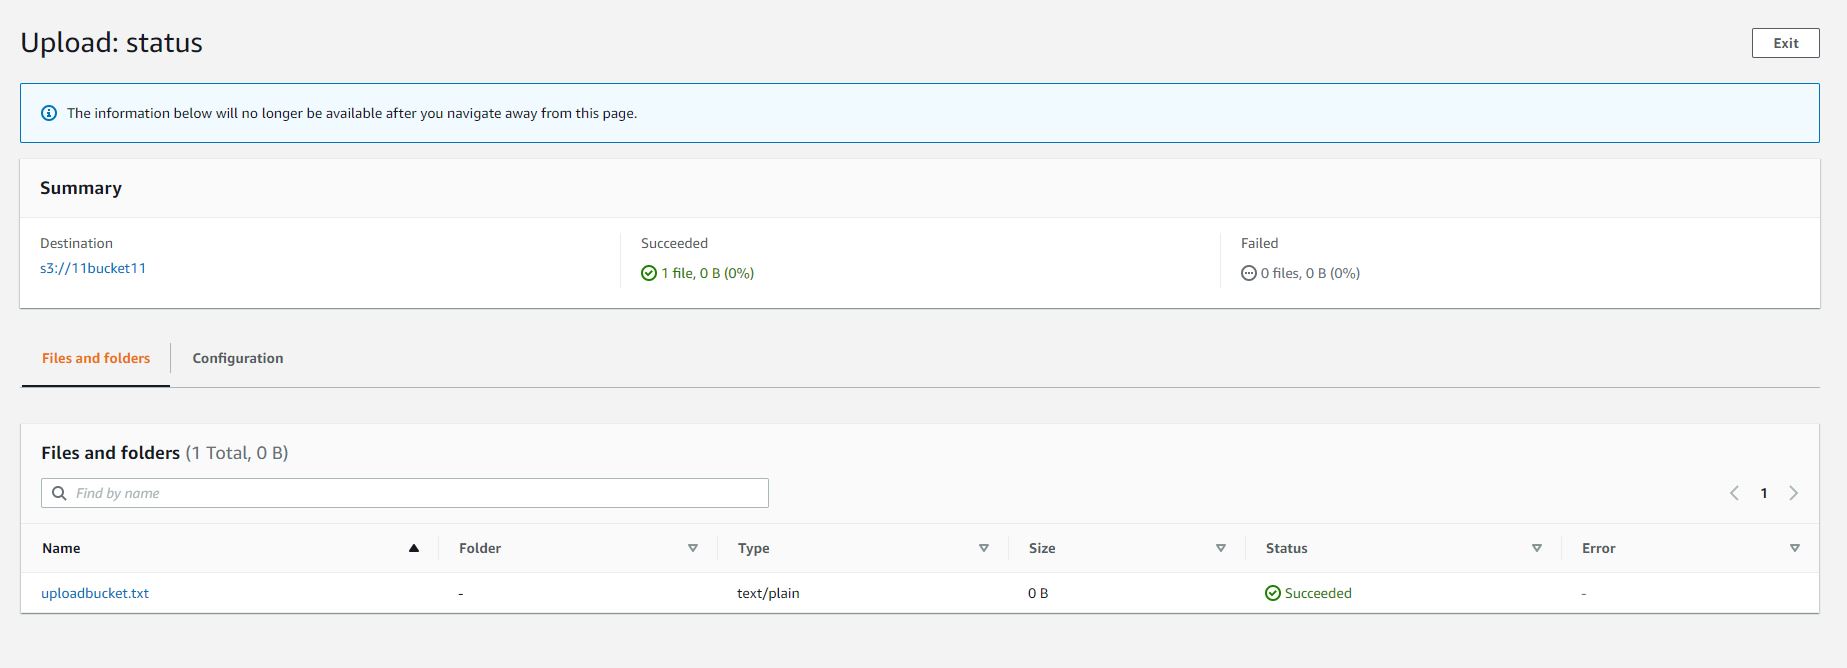 Upload: status
Exit
The information below will no longer be available after you navigate away from this page.
Summary
Destination
s3://11bucket11
Succeeded
1 file, 0 B (0%)
Failed
0 files, 0 B (0%)
Files and folders
Configuration
Files and folders (1 Total, 0 B)
Find by name
1
Name Folder Type Size Status Error
uploadbucket.txt - text/plain 0 B Succeeded -